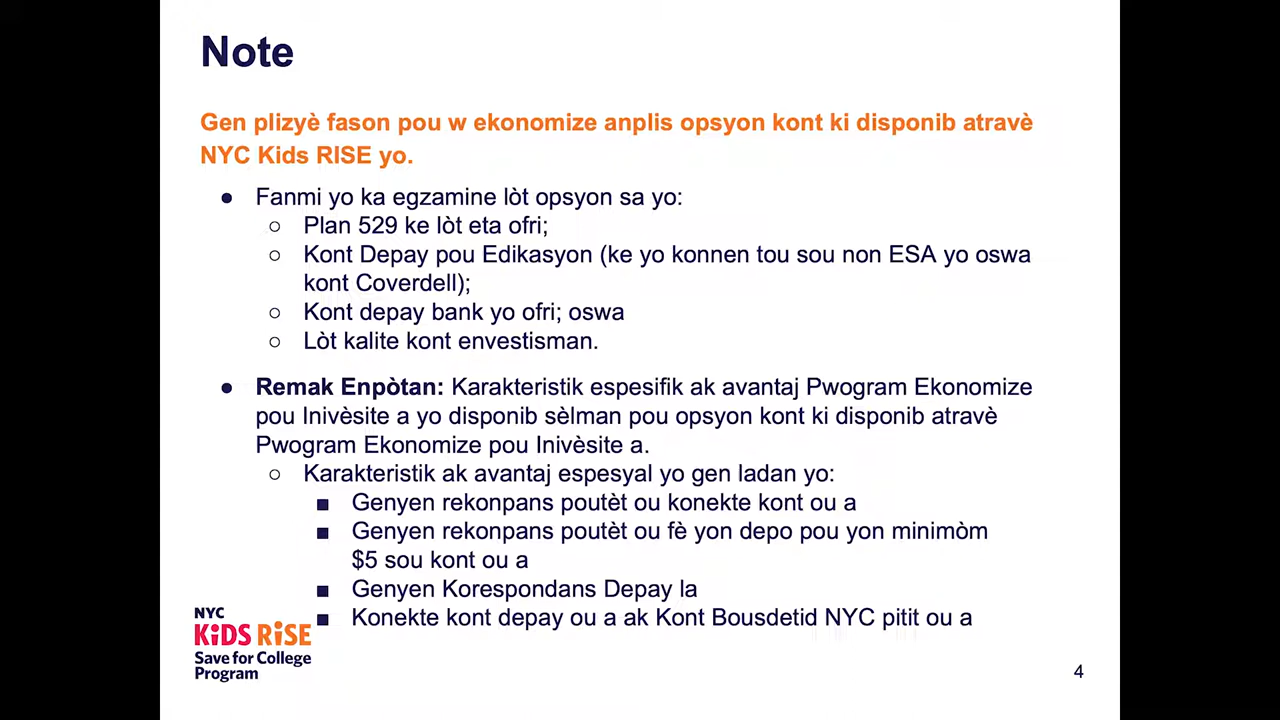 Note
Gen plizyè fason pou w ekonomize anplis opsyon kont ki disponib atravè
NYC Kids RISE yo.
● Fanmi yo ka egzamine lòt opsyon sa yo:
○ Plan 529 ke lòt eta ofri;
○ Kont Depay pou Edikasyon (ke yo konnen tou sou non ESA yo oswa
kont Coverdell);
○ Kont depay bank yo ofri; oswa
○ Lòt kalite kont envestisman.
● Remak Enpòtan: Karakteristik espesifik ak avantaj Pwogram Ekonomize
pou Inivèsite a yo disponib sèlman pou opsyon kont ki disponib atravè
Pwogram Ekonomize pou Inivèsite a.
○ Karakteristik ak avantaj espesyal yo gen ladan yo:
■ Genyen rekonpans poutèt ou konekte kont ou a
■ Genyen rekonpans poutèt ou fè yon depo pou yon minimòm
$5 sou kont ou a
■ Genyen Korespondans Depay la
■ Konekte kont depay ou a ak Kont Bousdetid NYC pitit ou a
NYC
KiDS RiSE
Save for College
Program
4